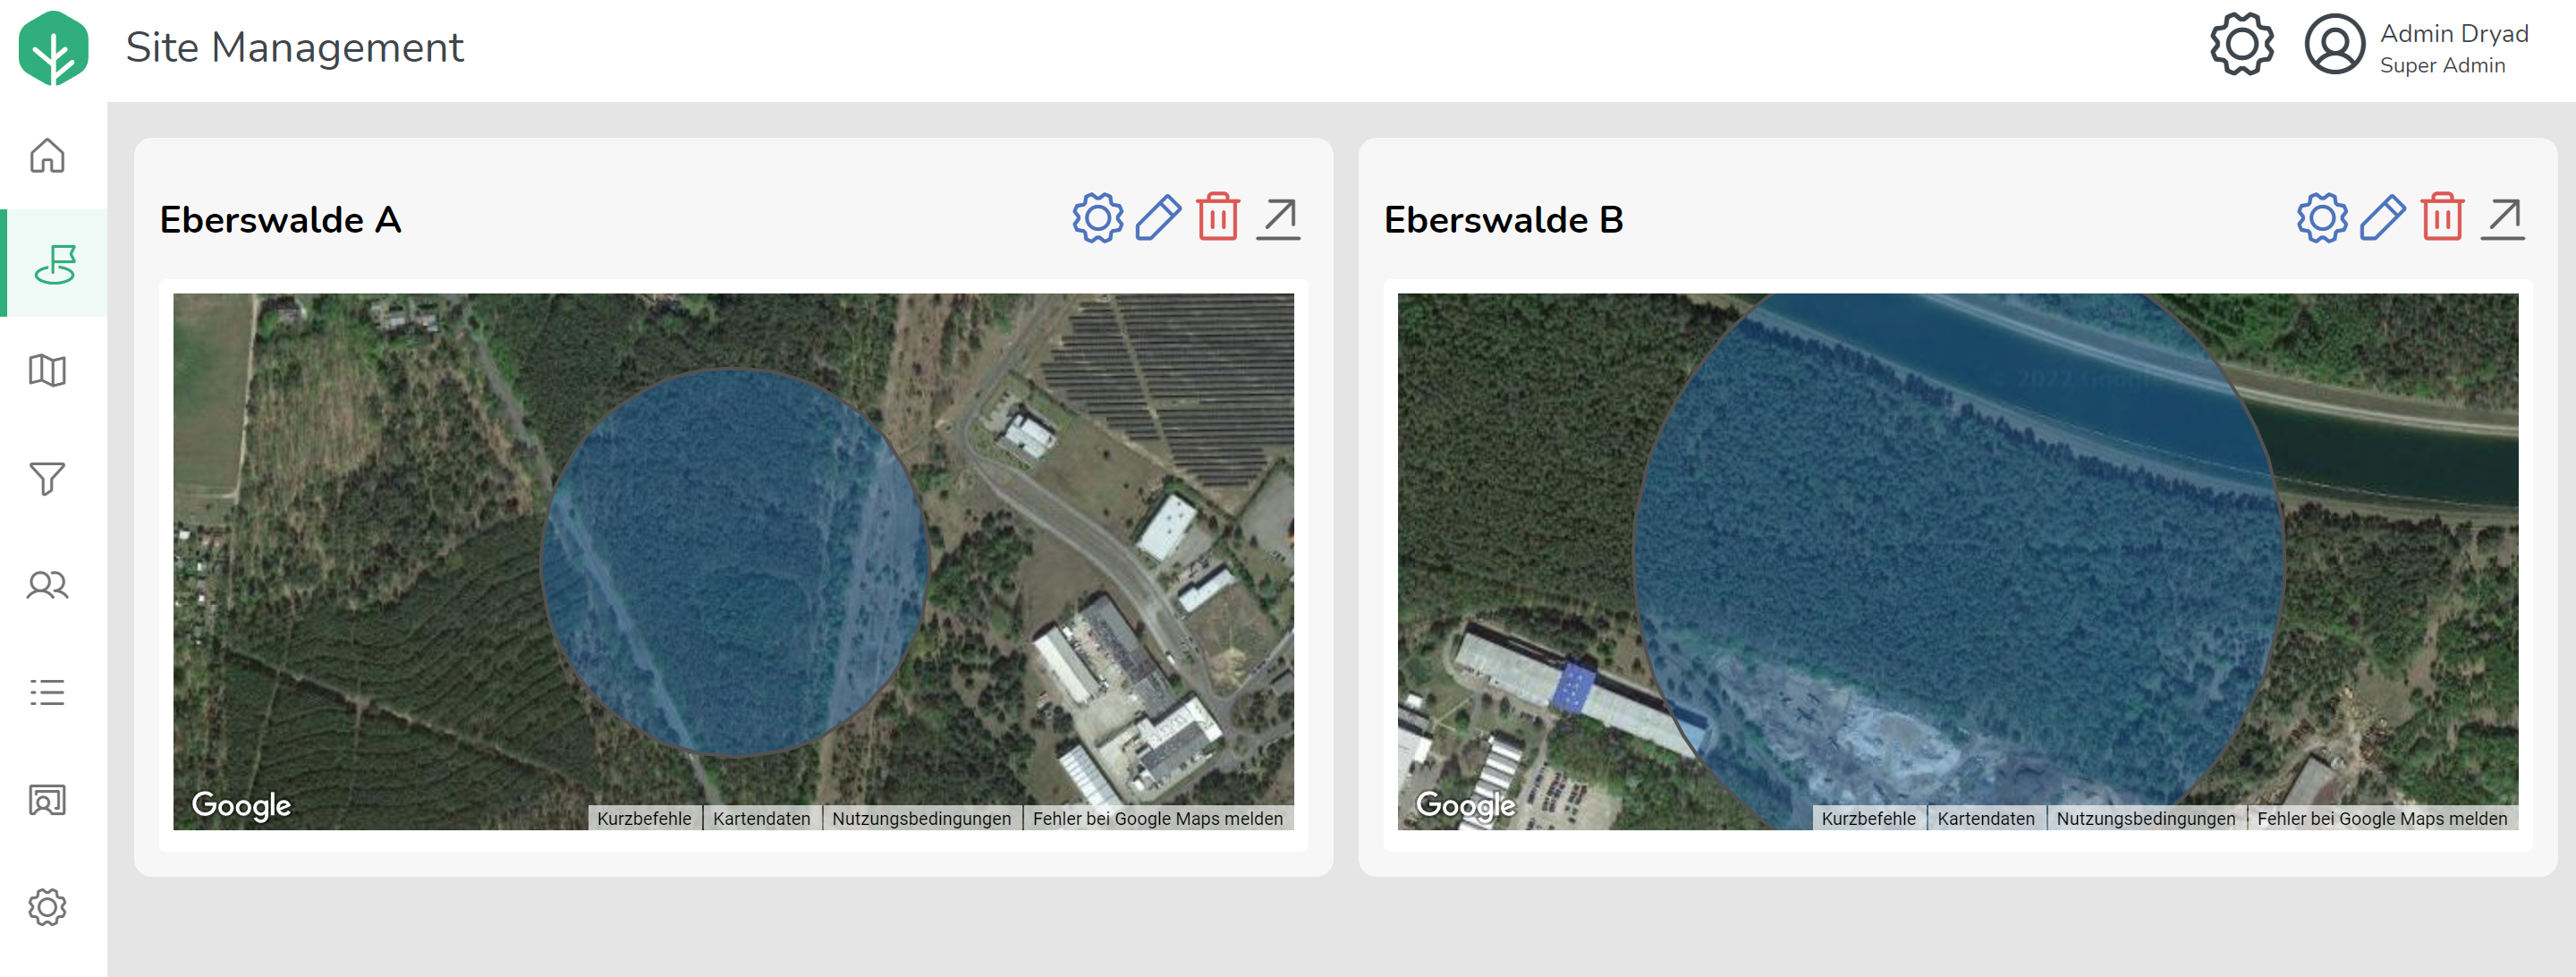 Site Management
Admin Dryad
Super Admin
Eberswalde A
Eberswalde B
Google
Kurzbefehle
Kartendaten
Nutzungsbedingungen
Fehler bei Google Maps melden
Google
Kurzbefehle
Kartendaten
Nutzungsbedingungen
Fehler bei Google Maps melden